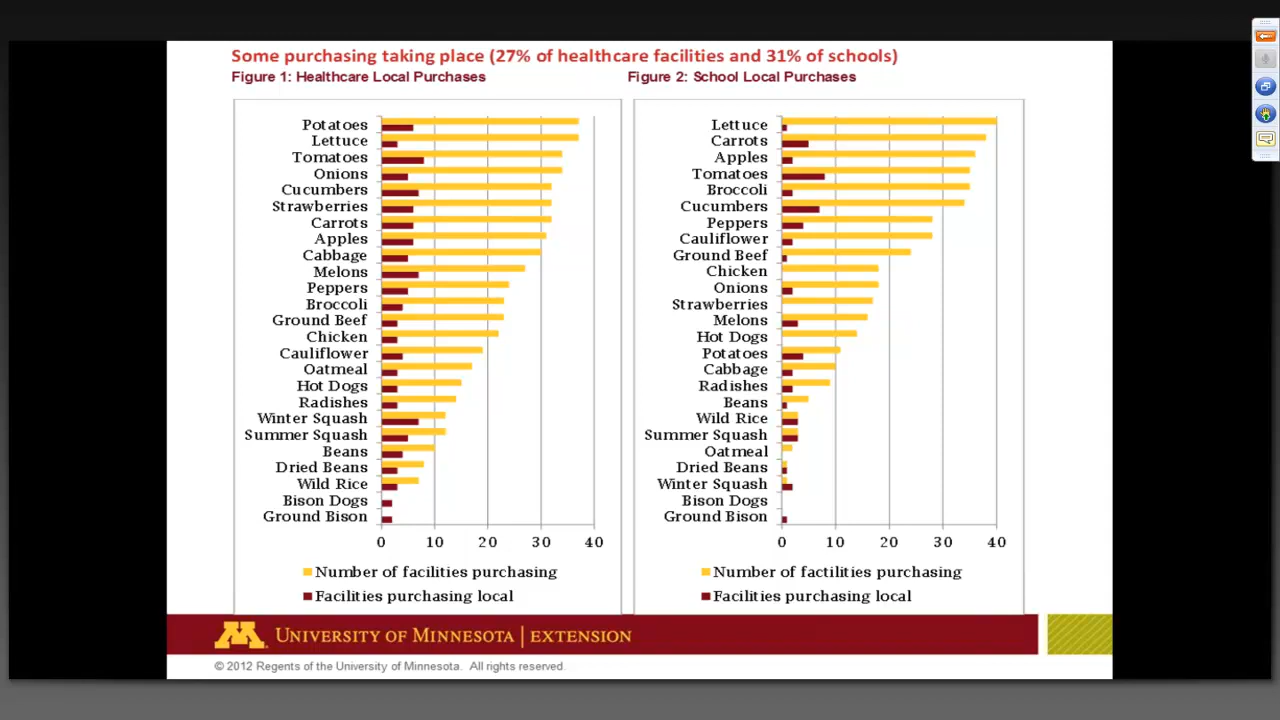 Some purchasing taking place (27% of healthcare facilities and 31% of schools)
Figure 1: Healthcare Local Purchases
Potatoes
Lettuce
Tomatoes
Onions
Cucumbers
Strawberries
Carrots
Apples
Cabbage
Melons
Peppers
Broccoli
Ground Beef
Chicken
Cauliflower
Oatmeal
Hot Dogs
Radishes
Winter Squash
Summer Squash
Beans
Dried Beans
Wild Rice
Bison Dogs
Ground Bison
0 10 20 30 40
Number of facilities purchasing
Facilities purchasing local
Figure 2: School Local Purchases
Lettuce
Carrots
Apples
Tomatoes
Broccoli
Cucumbers
Peppers
Cauliflower
Ground Beef
Chicken
Onions
Strawberries
Melons
Hot Dogs
Potatoes
Cabbage
Radishes
Beans
Wild Rice
Summer Squash
Oatmeal
Dried Beans
Winter Squash
Bison Dogs
Ground Bison
0 10 20 30 40
Number of factilities purchasing
Facilities purchasing local
M UNIVERSITY OF MINNESOTA | EXTENSION
© 2012 Regents of the University of Minnesota. All rights reserved.